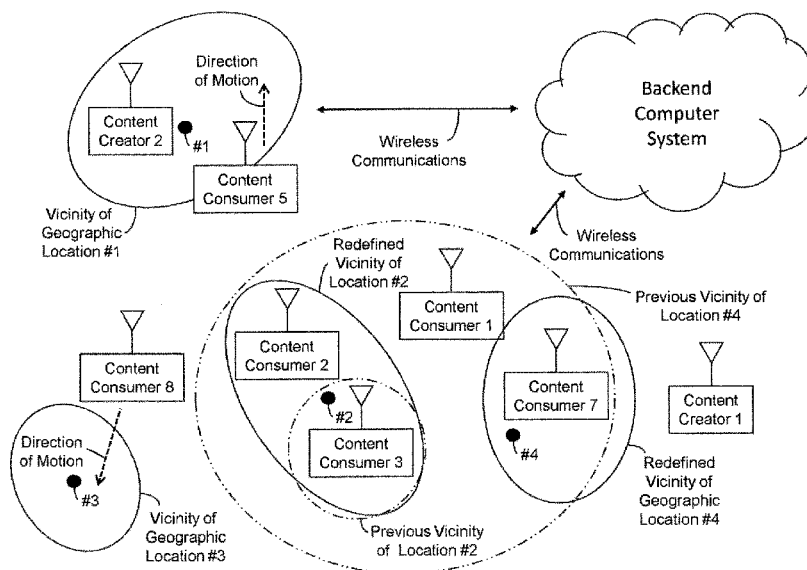 Direction
of Motion
Content
Creator 2
#1
Content
Consumer 5
Vicinity of
Geographic
Location #1
Wireless
Communications
Backend
Computer
System
Wireless
Communications
Redefined
Vicinity of
Location #2
Content
Consumer 1
Previous Vicinity of
Location #4
Content
Consumer 2
Content
Consumer 8
Content
Consumer 7
Content
Creator 1
#2
Content
Consumer 3
#4
Direction
of Motion
#3
Vicinity of
Geographic
Location #3
Previous Vicinity
of Location #2
Redefined
Vicinity of
Geographic
Location #4